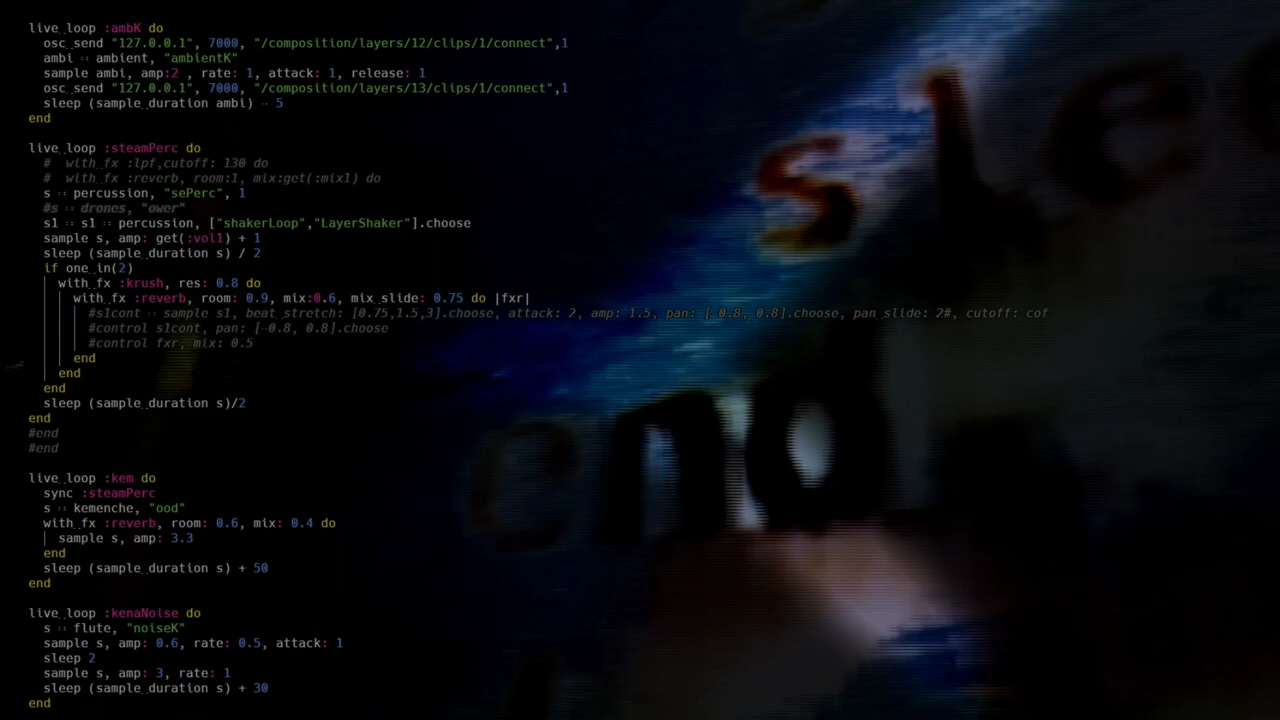 live_loop :ambK do
  osc_send "127.0.0.1", 7000, "/composition/layers/12/clips/1/connect",1
  ambi = ambient, "ambientK"
  sample ambi, amp:2 , rate: 1, attack: 1, release: 1
  osc_send "127.0.0.1", 7000, "/composition/layers/13/clips/1/connect",1
  sleep (sample_duration ambi) - 5
end

live_loop :steamPerc do
  #  with_fx :lpf,cutoff: 130 do
  #  with_fx :reverb, room:1, mix:get(:mix1) do
  s = percussion, "sePerc", 1
  #s = drones, "ower"
  s1 = s1 = percussion, ["shakerLoop","LayerShaker"].choose
  sample s, amp: get(:vol1) + 1
  sleep (sample_duration s) / 2
  if one_in(2)
    with_fx :krush, res: 0.8 do
      with_fx :reverb, room: 0.9, mix:0.6, mix_slide: 0.75 do |fxr|
        #s1cont = sample s1, beat_stretch: [0.75,1.5,3].choose, attack: 2, amp: 1.5, pan: [-0.8, 0.8].choose, pan_slide: 2#, cutoff: cof
        #control s1cont, pan: [-0.8, 0.8].choose
        #control fxr, mix: 0.5
      end
    end
  end
  sleep (sample_duration s)/2
end
#end
#end

live_loop :kem do
  sync :steamPerc
  s = kemenche, "ood"
  with_fx :reverb, room: 0.6, mix: 0.4 do
    sample s, amp: 3.3
  end
  sleep (sample_duration s) + 50
end

live_loop :kenaNoise do
  s = flute, "noiseK"
  sample s, amp: 0.6, rate: 0.5, attack: 1
  sleep 2
  sample s, amp: 3, rate: 1
  sleep (sample_duration s) + 30
end
slee
end